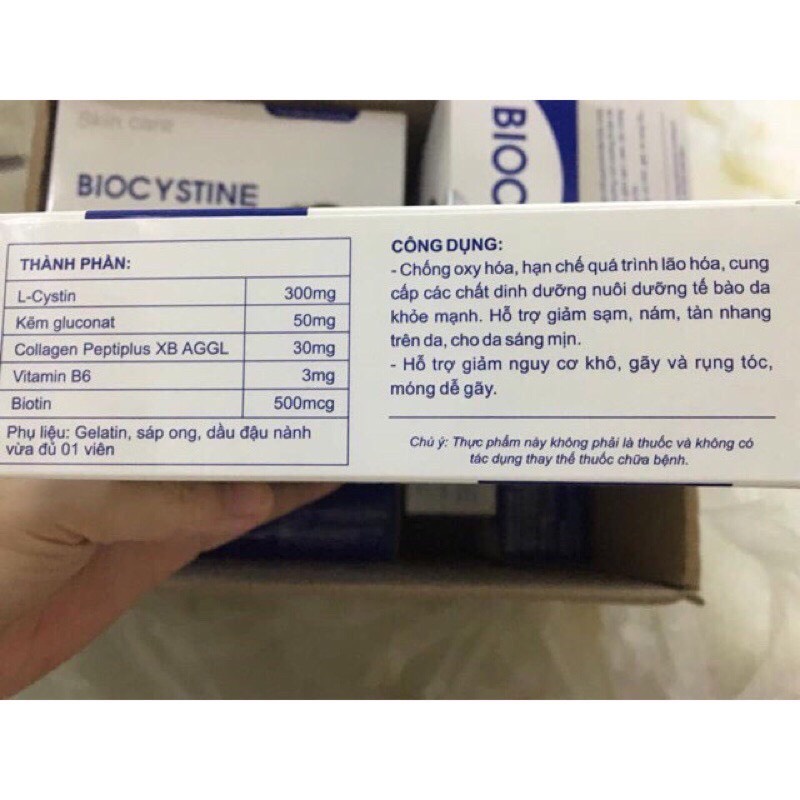 Skin care
BIOCYSTINE
BIOC
THÀNH PHẦN:
L-Cystin 300mg
Kẽm gluconat 50mg
Collagen Peptiplus XB AGGL 30mg
Vitamin B6 3mg
Biotin 500mcg
Phụ liệu: Gelatin, sáp ong, dầu đậu nành
vừa đủ 01 viên
CÔNG DỤNG:
- Chống oxy hóa, hạn chế quá trình lão hóa, cung
cấp các chất dinh dưỡng nuôi dưỡng tế bào da
khỏe mạnh. Hỗ trợ giảm sạm, nám, tàn nhang
trên da, cho da sáng mịn.
- Hỗ trợ giảm nguy cơ khô, gãy và rụng tóc,
móng dễ gãy.
Chú ý: Thực phẩm này không phải là thuốc và không có
tác dụng thay thế thuốc chữa bệnh.